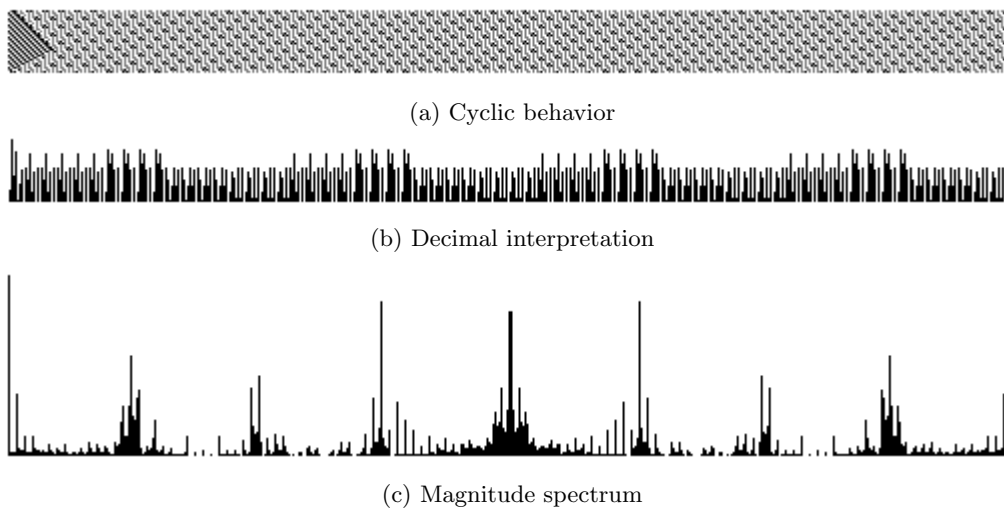 (a) Cyclic behavior
(b) Decimal interpretation
(c) Magnitude spectrum